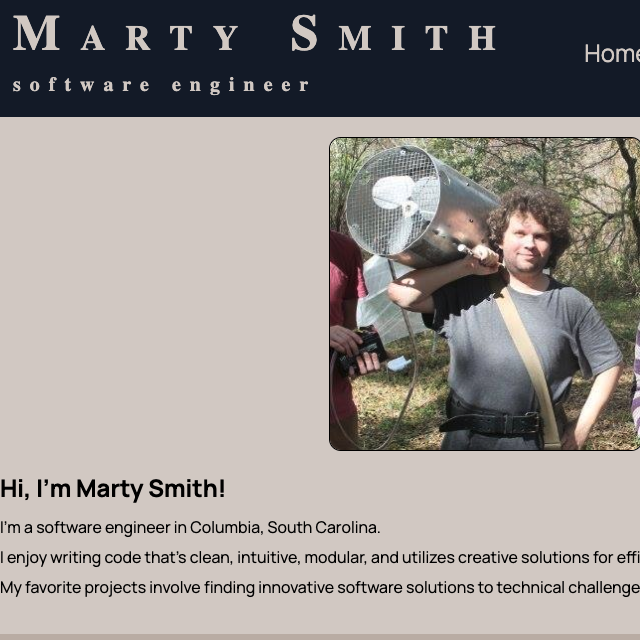 Marty Smith
software engineer
Home
Hi, I'm Marty Smith!
I'm a software engineer in Columbia, South Carolina.
I enjoy writing code that's clean, intuitive, modular, and utilizes creative solutions for effi
My favorite projects involve finding innovative software solutions to technical challenge